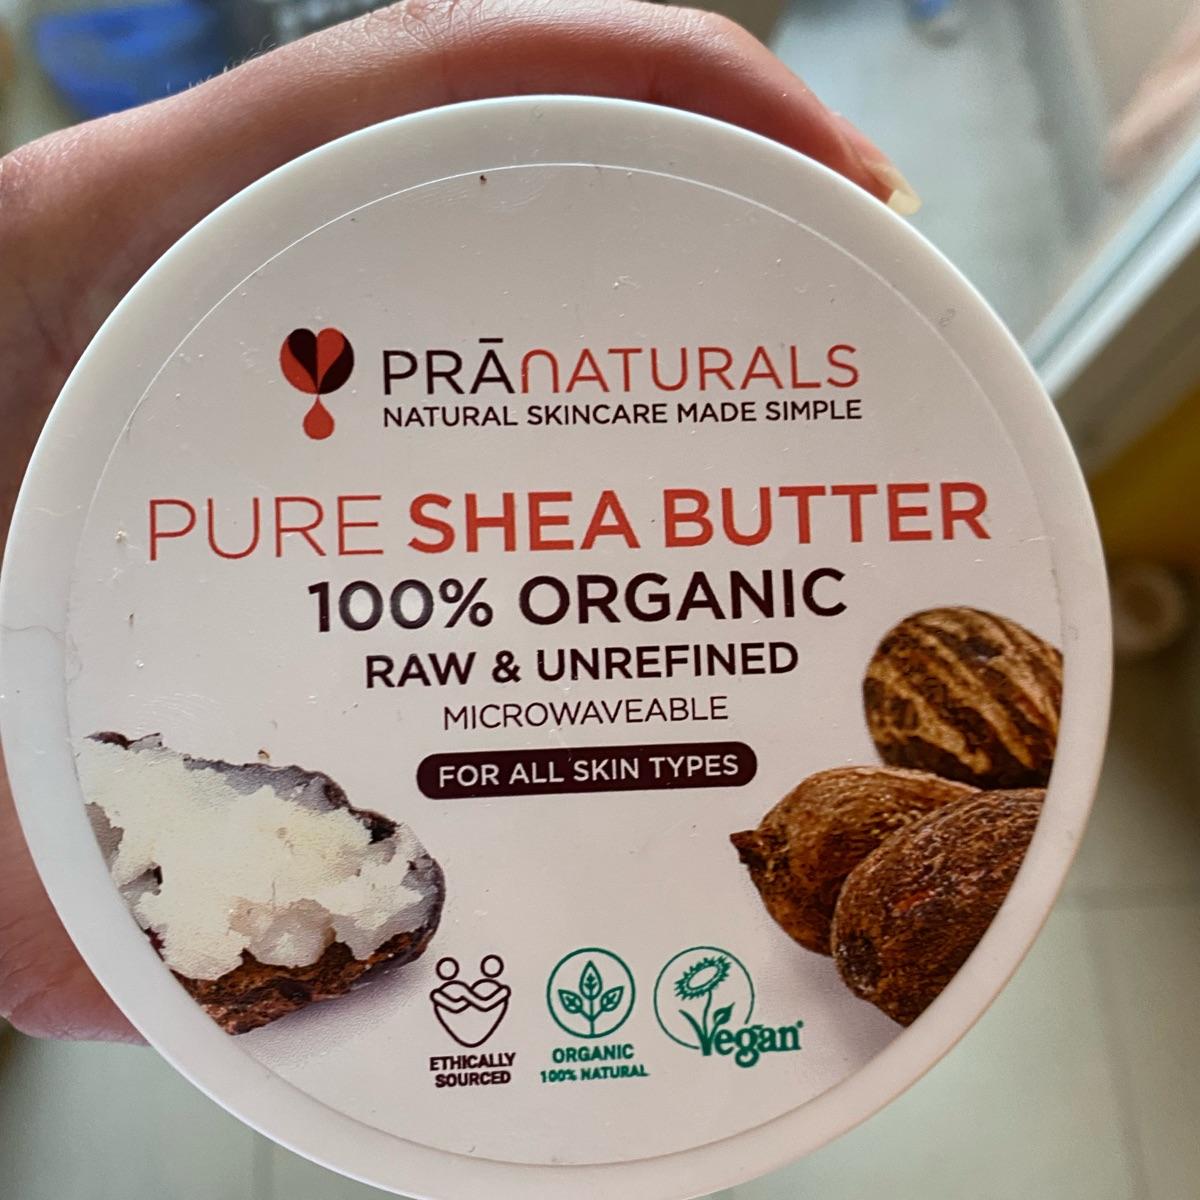 PRĀNATURALS
NATURAL SKINCARE MADE SIMPLE
PURE SHEA BUTTER
100% ORGANIC
RAW & UNREFINED
MICROWAVEABLE
FOR ALL SKIN TYPES
ETHICALLY
SOURCED
ORGANIC
100% NATURAL
Vegan